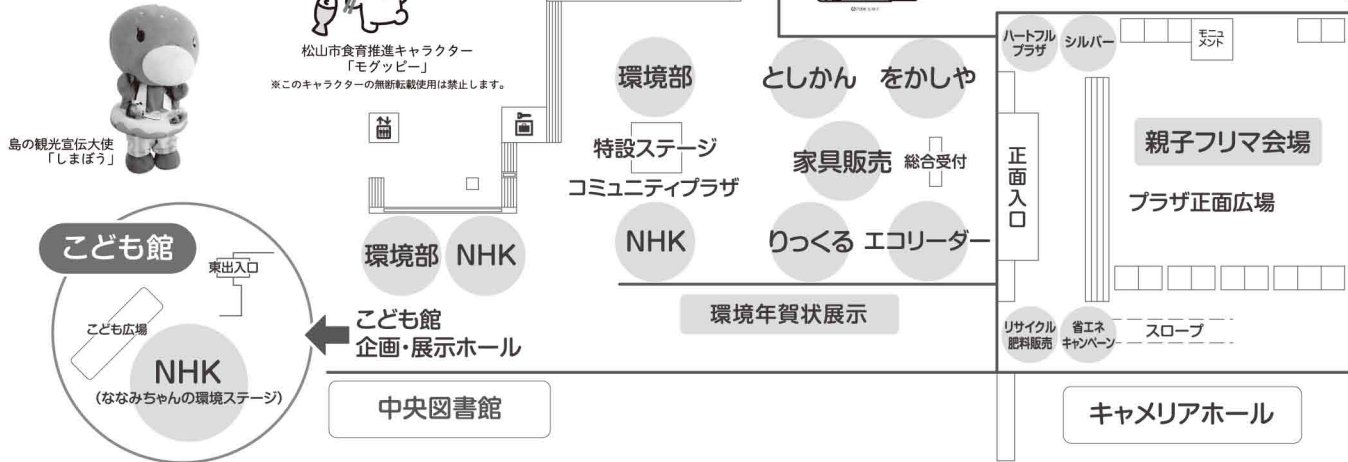 島の観光宣伝大使
「しまぼう」
松山市食育推進キャラクター
「モグッピー」
※このキャラクターの無断転載使用は禁止します。
環境部
としかん
をかしや
特設ステージ
コミュニティプラザ
家具販売
総合受付
NHK
りっくる
エコリーダー
環境年賀状展示
ハートフル
プラザ
シルバー
モニュ
メント
正面入口
親子フリマ会場
プラザ正面広場
リサイクル
肥料販売
省エネ
キャンペーン
スロープ
環境部
NHK
こども館
企画・展示ホール
こども館
東出入口
こども広場
NHK
(ななみちゃんの環境ステージ)
中央図書館
キャメリアホール